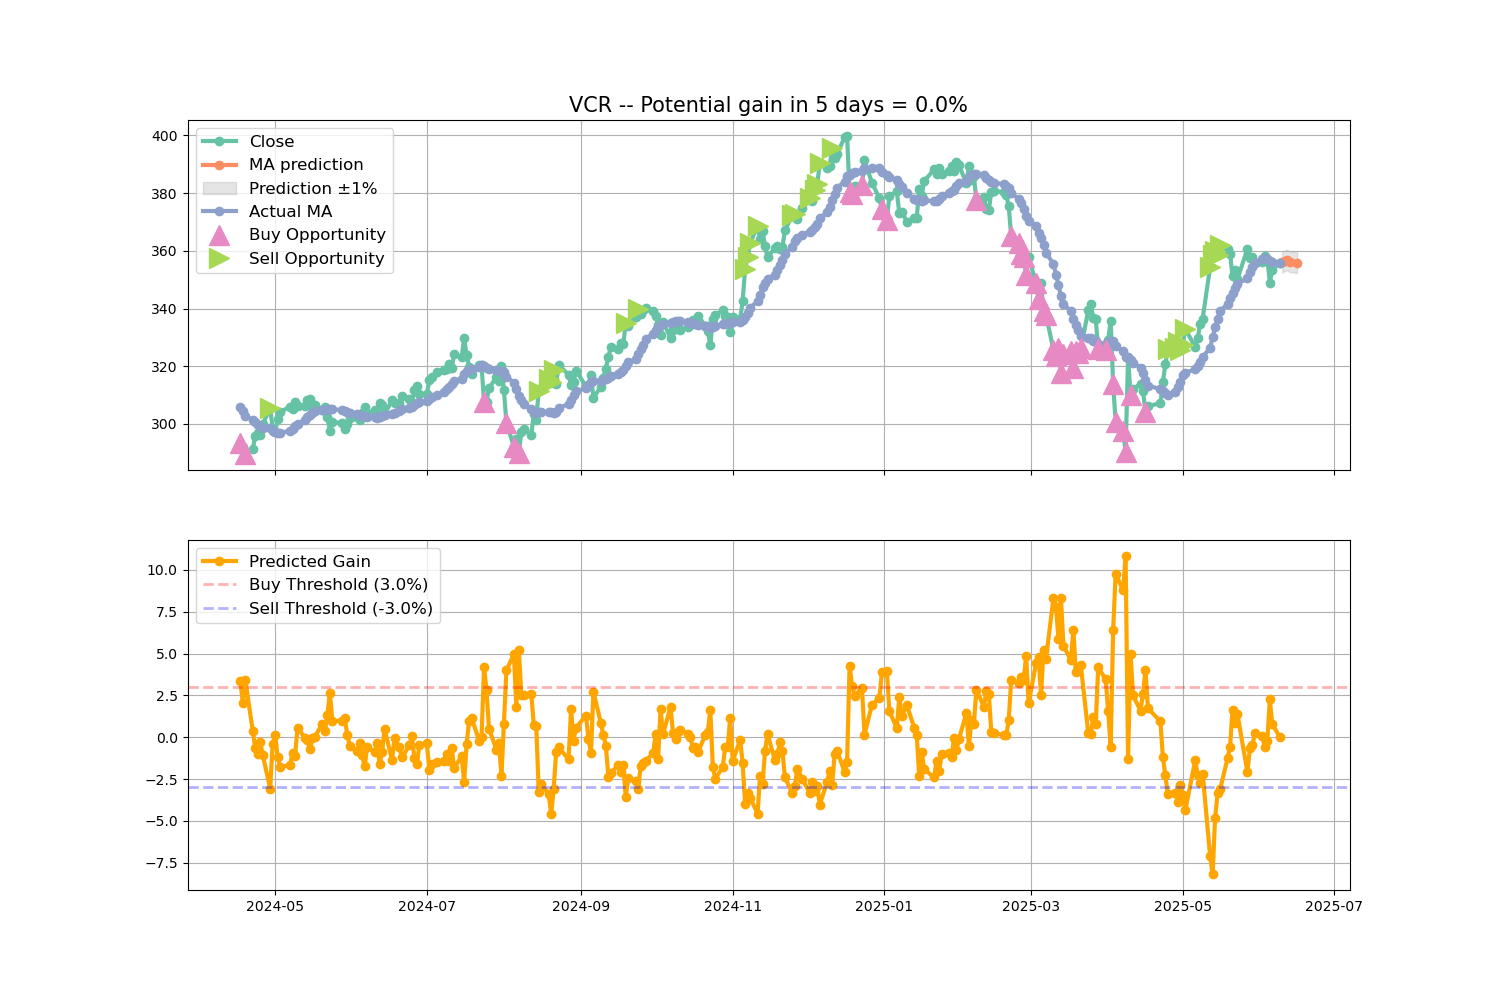 VCR -- Potential gain in 5 days = 0.0%
400
380
360
340
320
300
Close
MA prediction
Prediction ±1%
Actual MA
Buy Opportunity
Sell Opportunity
10.0
7.5
5.0
2.5
0.0
−2.5
−5.0
−7.5
Predicted Gain
Buy Threshold (3.0%)
Sell Threshold (-3.0%)
2024-05
2024-07
2024-09
2024-11
2025-01
2025-03
2025-05
2025-07